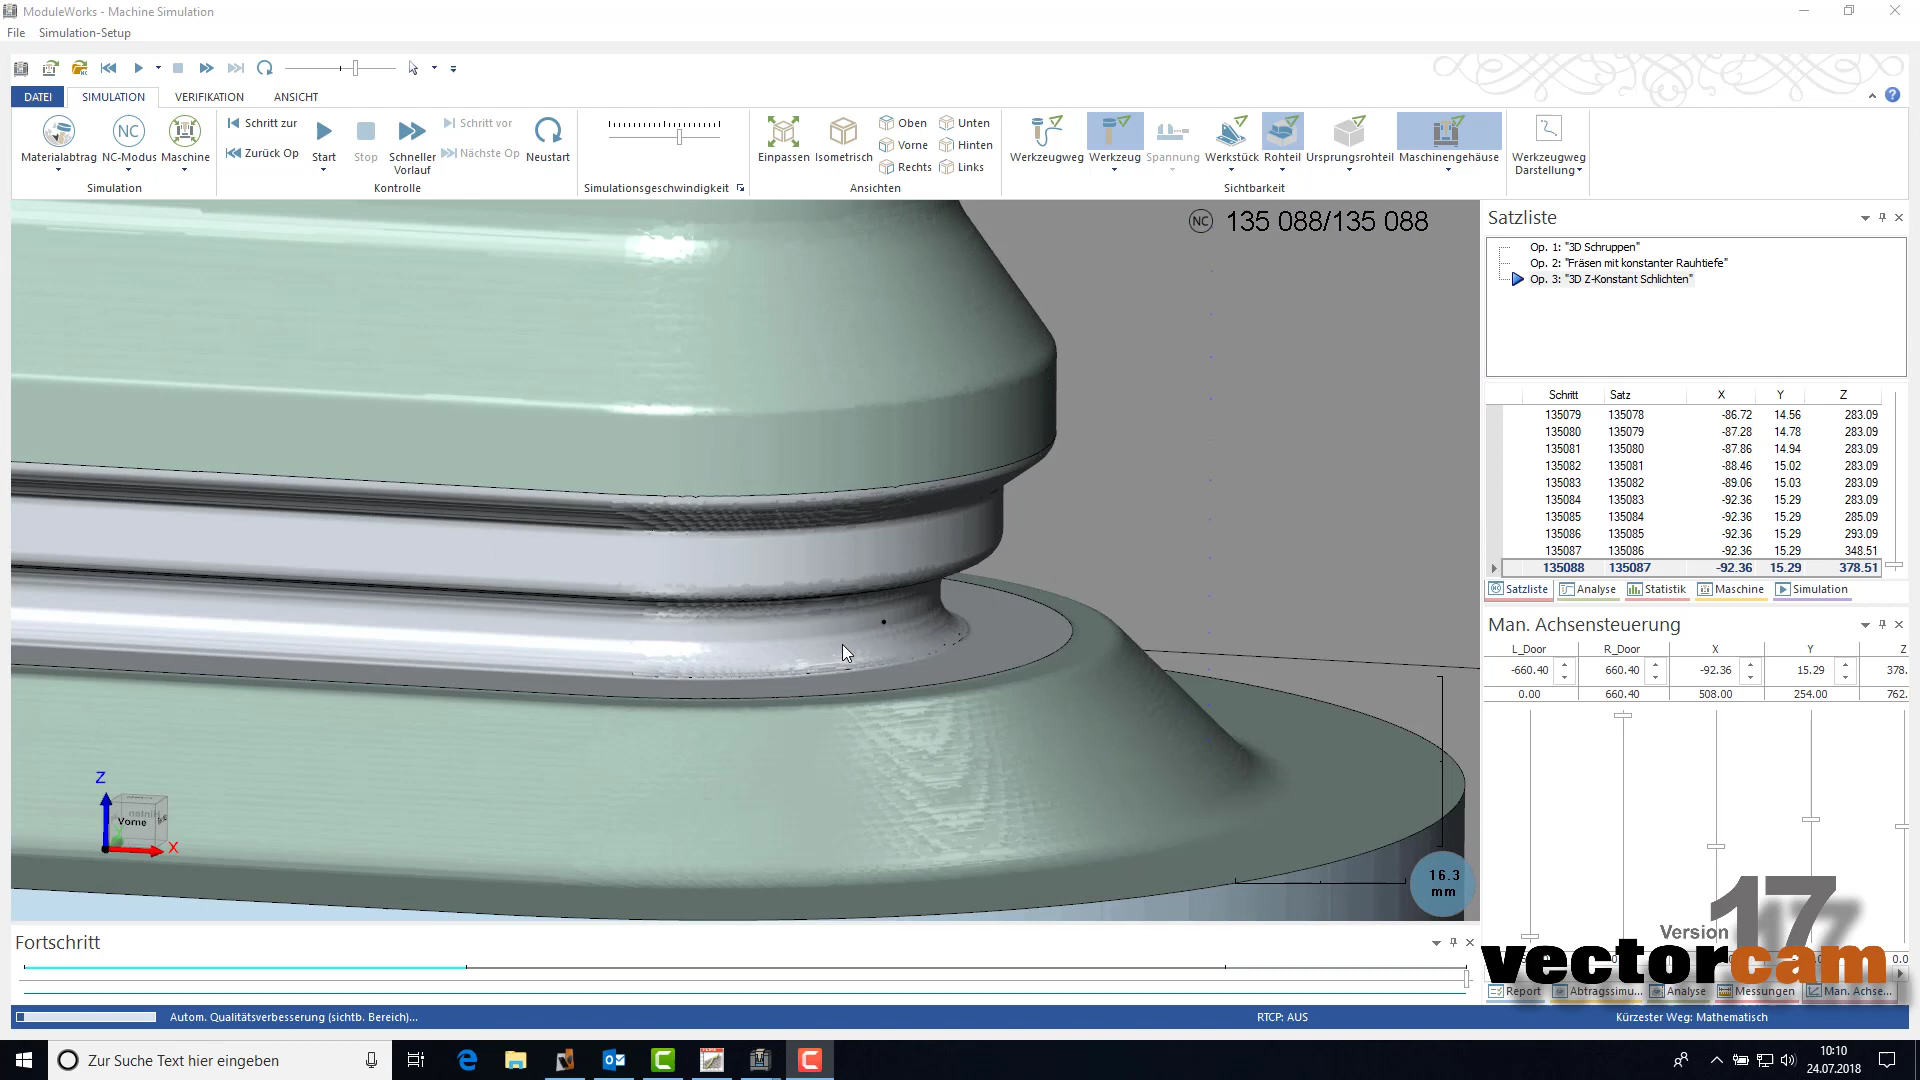 ModuleWorks - Machine Simulation
File Simulation-Setup
DATEI SIMULATION VERIFIKATION ANSICHT
Materialabtrag NC-Modus Maschine
Simulation
Schritt zur
Zurück Op
Start
Stop
Schneller
Vorlauf
Schritt vor
Nächste Op
Neustart
Kontrolle
Simulationsgeschwindigkeit
Einpassen Isometrisch
Oben Unten
Vorne Hinten
Rechts Links
Ansichten
Werkzeugweg Werkzeug Spannung Werkstück Rohteil Ursprungsrohteil Maschinengehäuse
Sichtbarkeit
Werkzeugweg
Darstellung
NC 135 088/135 088
Z
Vorne
X
16.3
mm
Satzliste
Op. 1: "3D Schruppen"
Op. 2: "Fräsen mit konstanter Rauhtiefe"
Op. 3: "3D Z-Konstant Schlichten"
Schritt Satz X Y Z
135079 135078 -86.72 14.56 283.09
135080 135079 -87.28 14.78 283.09
135081 135080 -87.86 14.94 283.09
135082 135081 -88.46 15.02 283.09
135083 135082 -89.06 15.03 283.09
135084 135083 -92.36 15.29 283.09
135085 135084 -92.36 15.29 285.09
135086 135085 -92.36 15.29 293.09
135087 135086 -92.36 15.29 348.51
135088 135087 -92.36 15.29 378.51
Satzliste Analyse Statistik Maschine Simulation
Man. Achsensteuerung
L_Door R_Door X Y Z
-660.40 660.40 -92.36 15.29 378.
0.00 660.40 508.00 254.00 762.
Version 17
vectorcam
0.0
Report Abtragssimu... Analyse Messungen Man. Achse...
Fortschritt
Autom. Qualitätsverbesserung (sichtb. Bereich)...
RTCP: AUS
Kürzester Weg: Mathematisch
Zur Suche Text hier eingeben
10:10
24.07.2018